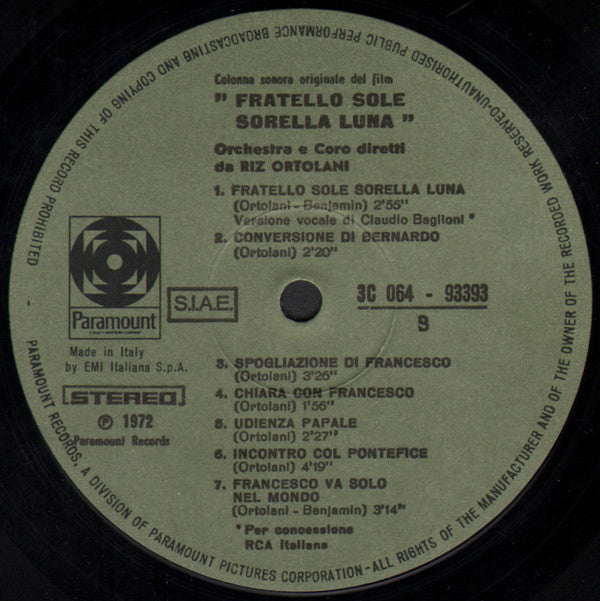 Colonna sonora originale del film
" FRATELLO SOLE
SORELLA LUNA "
Orchestra e Coro diretti
da RIZ ORTOLANI
1. FRATELLO SOLE SORELLA LUNA
(Ortolani - Benjamin) 2'55"
Versione vocale di Claudio Baglioni *
2. CONVERSIONE DI BERNARDO
(Ortolani) 2'20"
Paramount
S.I.A.E.
3C 064 - 93393
9
Made in Italy
by EMI Italiana S.p.A.
STEREO
℗ 1972
Paramount Records
3. SPOGLIAZIONE DI FRANCESCO
(Ortolani) 3'26"
4. CHIARA CON FRANCESCO
(Ortolani) 1'56"
5. UDIENZA PAPALE
(Ortolani) 2'27"
6. INCONTRO COL PONTEFICE
(Ortolani) 4'19"
7. FRANCESCO VA SOLO
NEL MONDO
(Ortolani - Benjamin) 3'14"
*Per concessione
RCA Italiana
PARAMOUNT RECORDS, A DIVISION OF PARAMOUNT PICTURES CORPORATION-ALL RIGHTS OF THE MANUFACTURER AND OF THE OWNER OF THE RECORDED WORK RESERVED-UNAUTHORISED PUBLIC PERFORMANCE BROADCASTING AND COPYING OF THIS RECORD PROHIBITED -